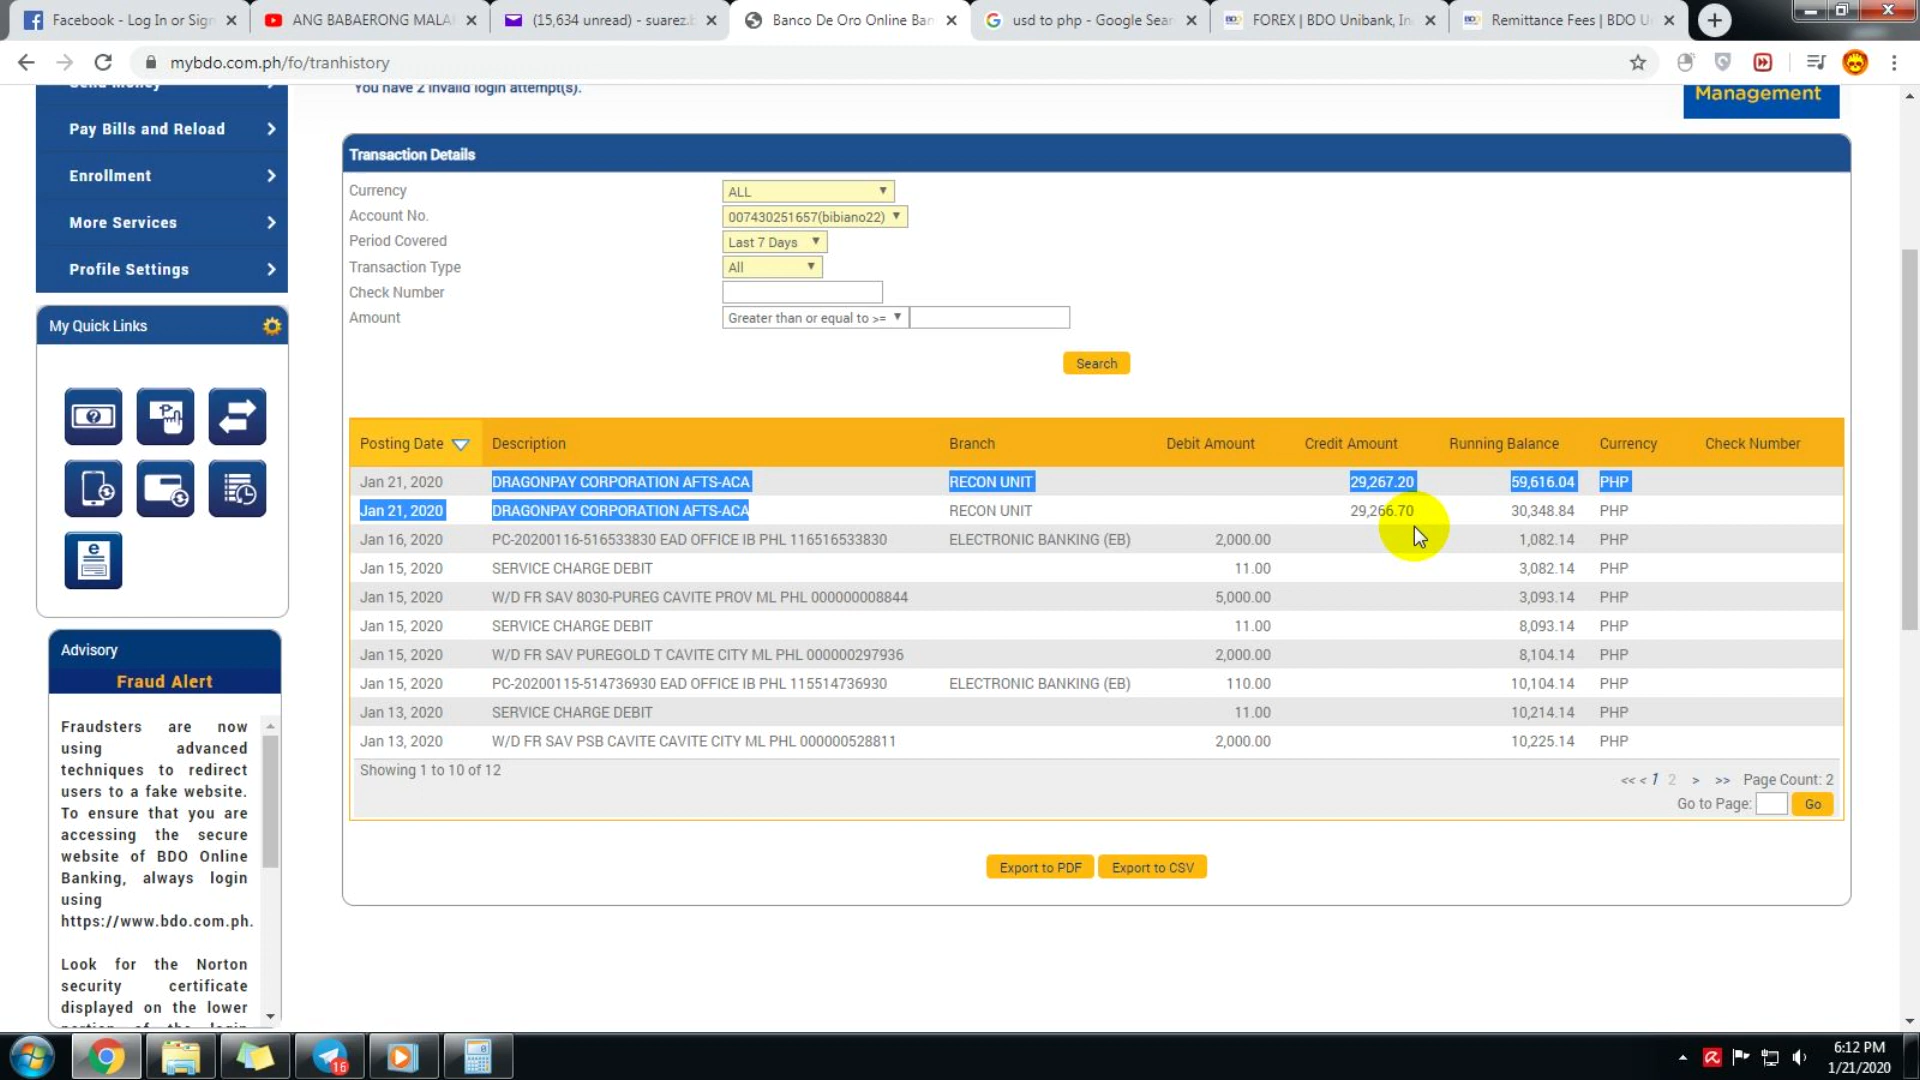 Facebook - Log In or Sign
ANG BABAERONG MALA
(15,634 unread) - suarez.b
Banco De Oro Online Ban
usd to php - Google Sear
FOREX | BDO Unibank, In
Remittance Fees | BDO U
mybdo.com.ph/fo/tranhistory
Send Money
Pay Bills and Reload
Enrollment
More Services
Profile Settings
You have 2 invalid login attempt(s).
Management
Transaction Details
Currency ALL
Account No. 007430251657(bibiano22)
Period Covered Last 7 Days
Transaction Type All
Check Number
Amount Greater than or equal to >=
Search
My Quick Links
Posting Date Description Branch Debit Amount Credit Amount Running Balance Currency Check Number
Jan 21, 2020 DRAGONPAY CORPORATION AFTS-ACA RECON UNIT 29,267.20 59,616.04 PHP
Jan 21, 2020 DRAGONPAY CORPORATION AFTS-ACA RECON UNIT 29,266.70 30,348.84 PHP
Jan 16, 2020 PC-20200116-516533830 EAD OFFICE IB PHL 116516533830 ELECTRONIC BANKING (EB) 2,000.00 1,082.14 PHP
Jan 15, 2020 SERVICE CHARGE DEBIT 11.00 3,082.14 PHP
Jan 15, 2020 W/D FR SAV 8030-PUREG CAVITE PROV ML PHL 000000008844 5,000.00 3,093.14 PHP
Jan 15, 2020 SERVICE CHARGE DEBIT 11.00 8,093.14 PHP
Jan 15, 2020 W/D FR SAV PUREGOLD T CAVITE CITY ML PHL 000000297936 2,000.00 8,104.14 PHP
Jan 15, 2020 PC-20200115-514736930 EAD OFFICE IB PHL 115514736930 ELECTRONIC BANKING (EB) 110.00 10,104.14 PHP
Jan 13, 2020 SERVICE CHARGE DEBIT 11.00 10,214.14 PHP
Jan 13, 2020 W/D FR SAV PSB CAVITE CAVITE CITY ML PHL 000000528811 2,000.00 10,225.14 PHP
Showing 1 to 10 of 12
<< < 1 2 > >> Page Count: 2
Go to Page: Go
Export to PDF Export to CSV
Advisory
Fraud Alert
Fraudsters are now
using advanced
techniques to redirect
users to a fake website.
To ensure that you are
accessing the secure
website of BDO Online
Banking, always login
using
https://www.bdo.com.ph.
Look for the Norton
security certificate
displayed on the lower
16
6:12 PM
1/21/2020